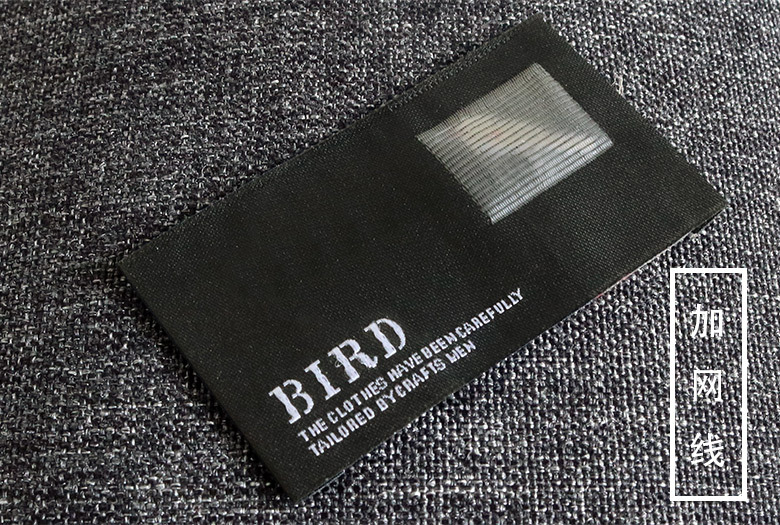 BIRD
THE CLOTHES HAVE BEEN CAREFULLY
TAILORED BY CRAFTS MEN
加网线